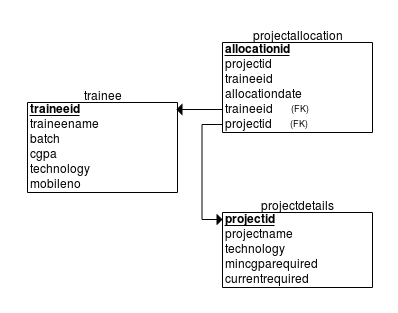 projectallocation
allocationid
projectid
traineeid
allocationdate
traineeid (FK)
projectid (FK)
trainee
traineeid
traineename
batch
cgpa
technology
mobileno
projectdetails
projectid
projectname
technology
mincgparequired
currentrequired